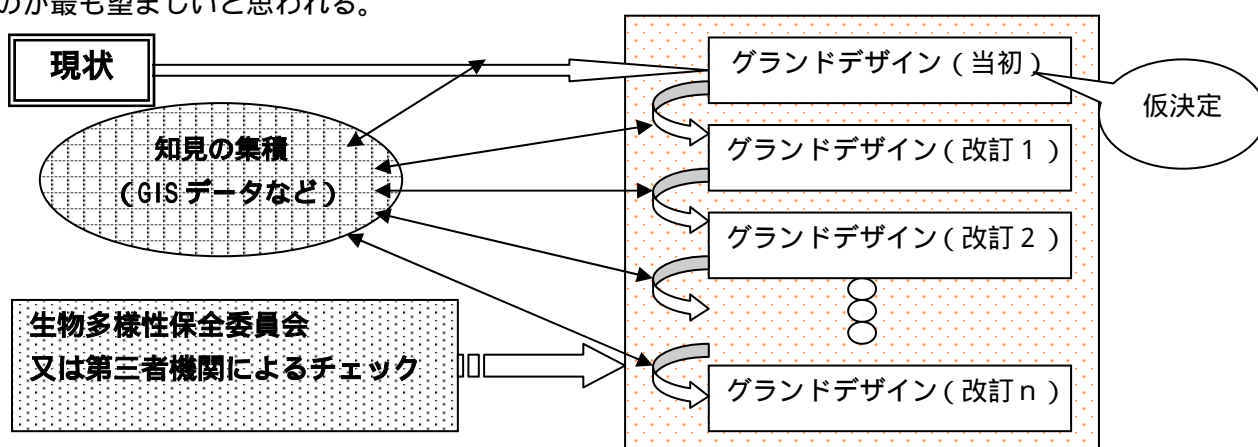 のが最も望ましいと思われる。
現状
グランドデザイン（当初）
仮決定
知見の集積
（GISデータなど）
グランドデザイン（改訂１）
グランドデザイン（改訂２）
生物多様性保全委員会
又は第三者機関によるチェック
グランドデザイン（改訂ｎ）